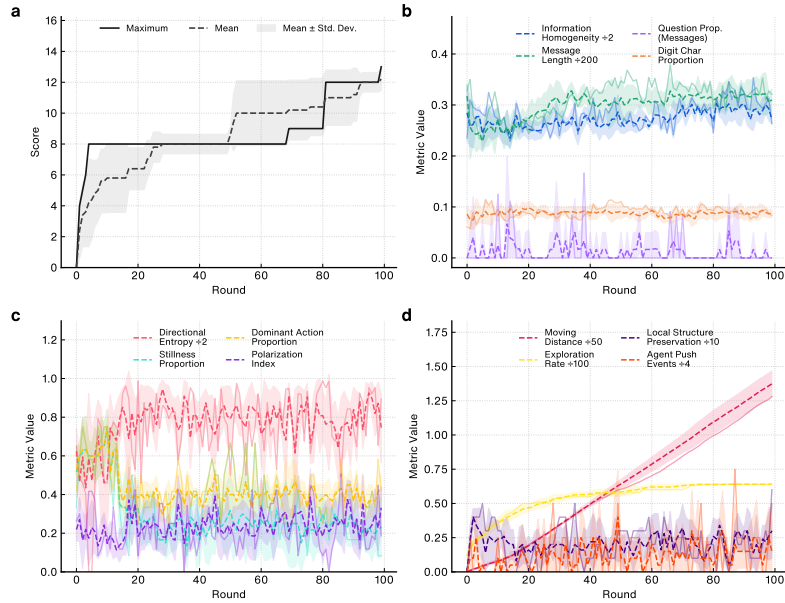 a
16
14
12
10
8
6
4
2
0
Score
Maximum
Mean
Mean ± Std. Dev.
0
20
40
60
80
100
Round
b
0.4
0.3
0.2
0.1
0.0
Metric Value
Information
Homogeneity ÷2
Message
Length ÷200
Question Prop.
(Messages)
Digit Char
Proportion
0
20
40
60
80
100
Round
c
1.2
1.0
0.8
0.6
0.4
0.2
0.0
Metric Value
Directional
Entropy ÷2
Stillness
Proportion
Dominant Action
Proportion
Polarization
Index
0
20
40
60
80
100
Round
d
1.75
1.50
1.25
1.00
0.75
0.50
0.25
0.00
Metric Value
Moving
Distance ÷50
Exploration
Rate ÷100
Local Structure
Preservation ÷10
Agent Push
Events ÷4
0
20
40
60
80
100
Round